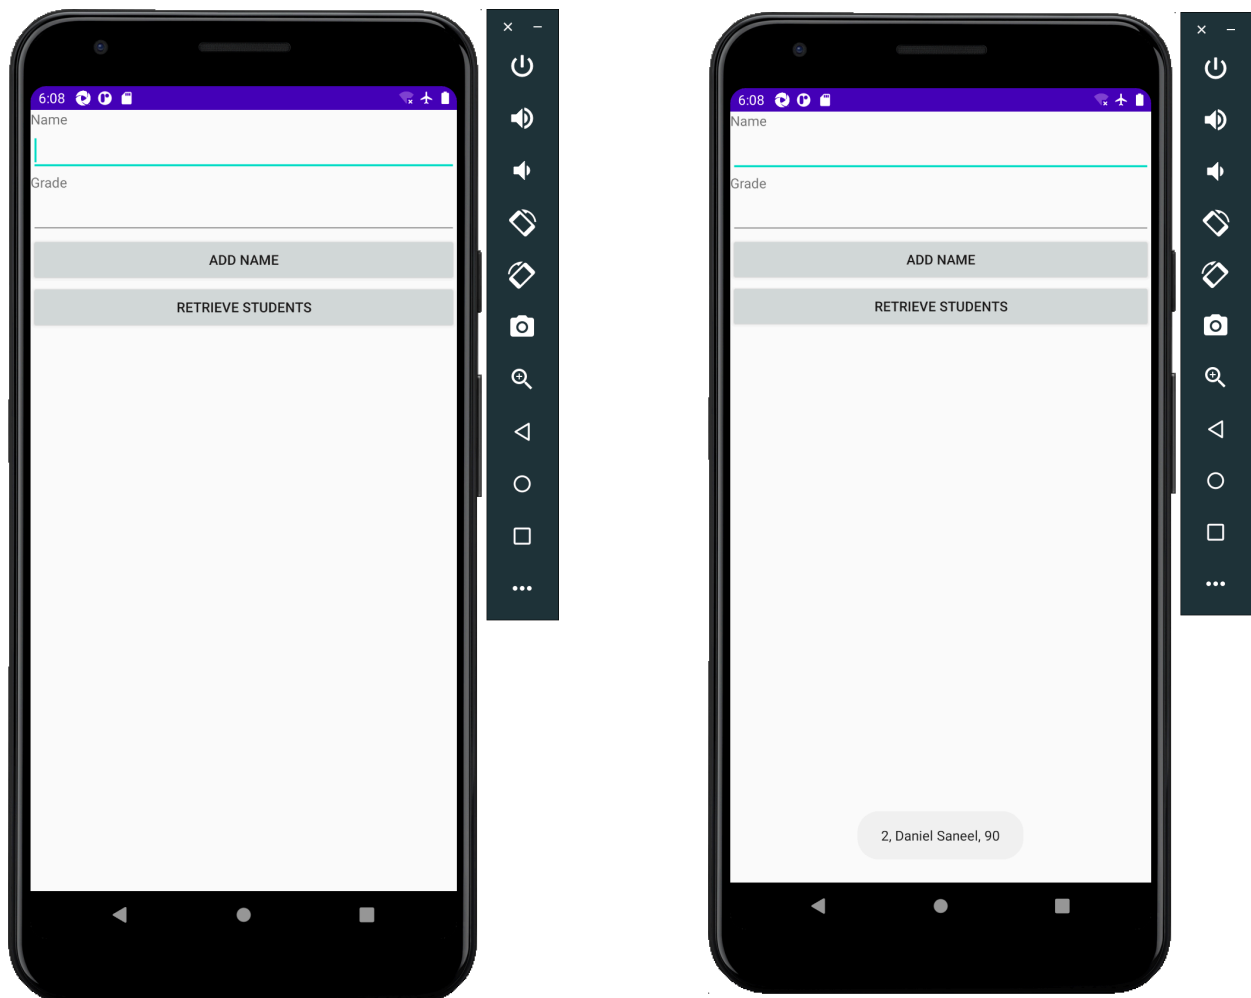 6:08
Name
Grade
ADD NAME
RETRIEVE STUDENTS
6:08
Name
Grade
ADD NAME
RETRIEVE STUDENTS
2, Daniel Saneel, 90